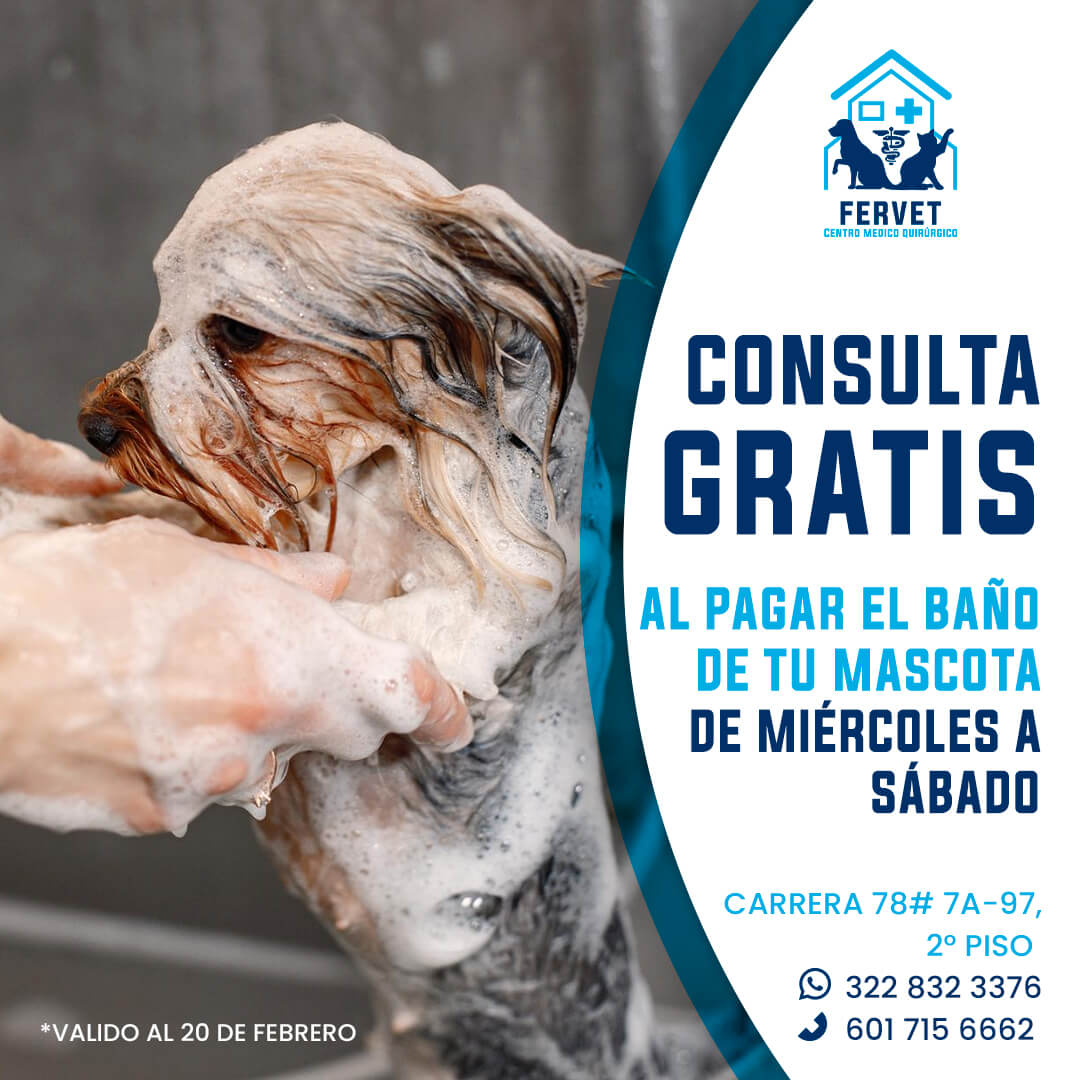 FERVET
CENTRO MEDICO QUIRÚRGICO
CONSULTA
GRATIS
AL PAGAR EL BAÑO
DE TU MASCOTA
DE MIÉRCOLES A
SÁBADO
CARRERA 78# 7A-97,
2º PISO
322 832 3376
601 715 6662
*VALIDO AL 20 DE FEBRERO